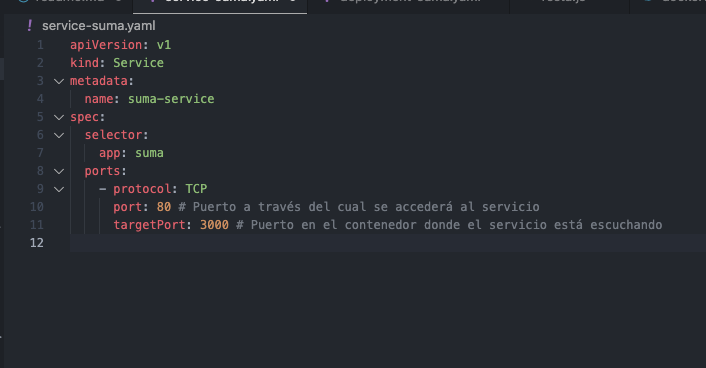 ! service-suma.yaml
1 apiVersion: v1
2 kind: Service
3 metadata:
4 name: suma-service
5 spec:
6 selector:
7 app: suma
8 ports:
9 - protocol: TCP
10 port: 80 # Puerto a través del cual se accederá al servicio
11 targetPort: 3000 # Puerto en el contenedor donde el servicio está escuchando
12